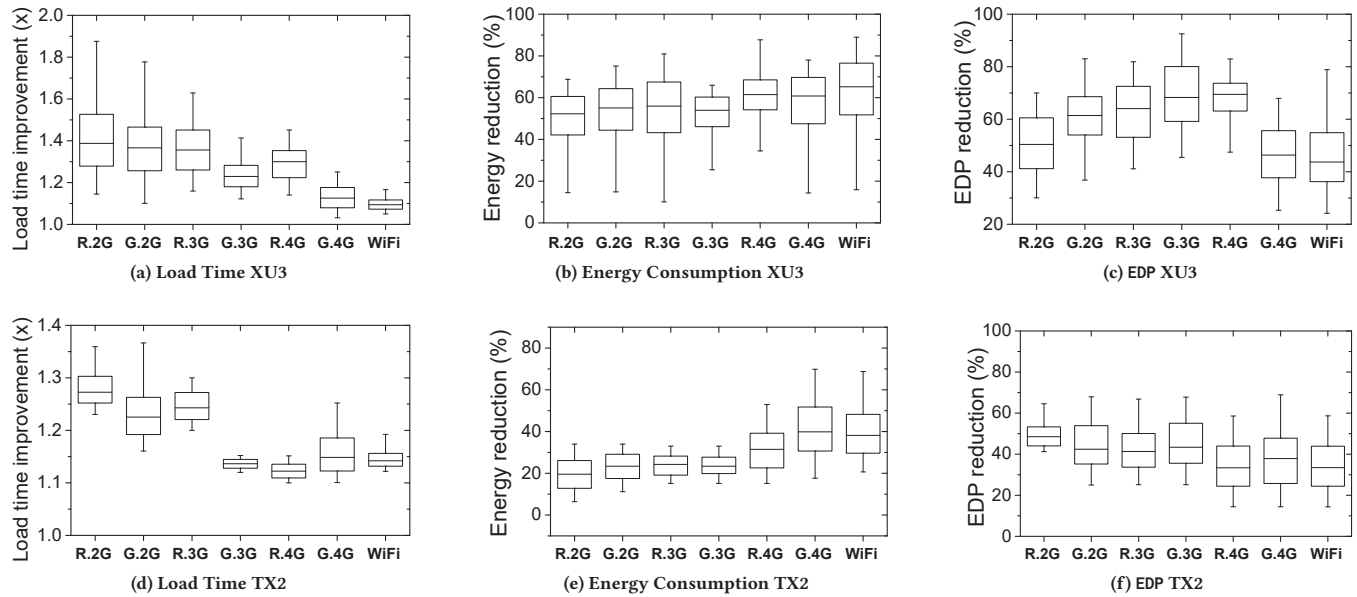 Load time improvement (x)
2.0
1.8
1.6
1.4
1.2
1.0
R.2G G.2G R.3G G.3G R.4G G.4G WiFi
(a) Load Time XU3
Energy reduction (%)
100
80
60
40
20
0
R.2G G.2G R.3G G.3G R.4G G.4G WiFi
(b) Energy Consumption XU3
EDP reduction (%)
100
80
60
40
20
R.2G G.2G R.3G G.3G R.4G G.4G WiFi
(c) EDP XU3
Load time improvement (x)
1.4
1.3
1.2
1.1
1.0
R.2G G.2G R.3G G.3G R.4G G.4G WiFi
(d) Load Time TX2
Energy reduction (%)
80
60
40
20
0
R.2G G.2G R.3G G.3G R.4G G.4G WiFi
(e) Energy Consumption TX2
EDP reduction (%)
100
80
60
40
20
0
R.2G G.2G R.3G G.3G R.4G G.4G WiFi
(f) EDP TX2